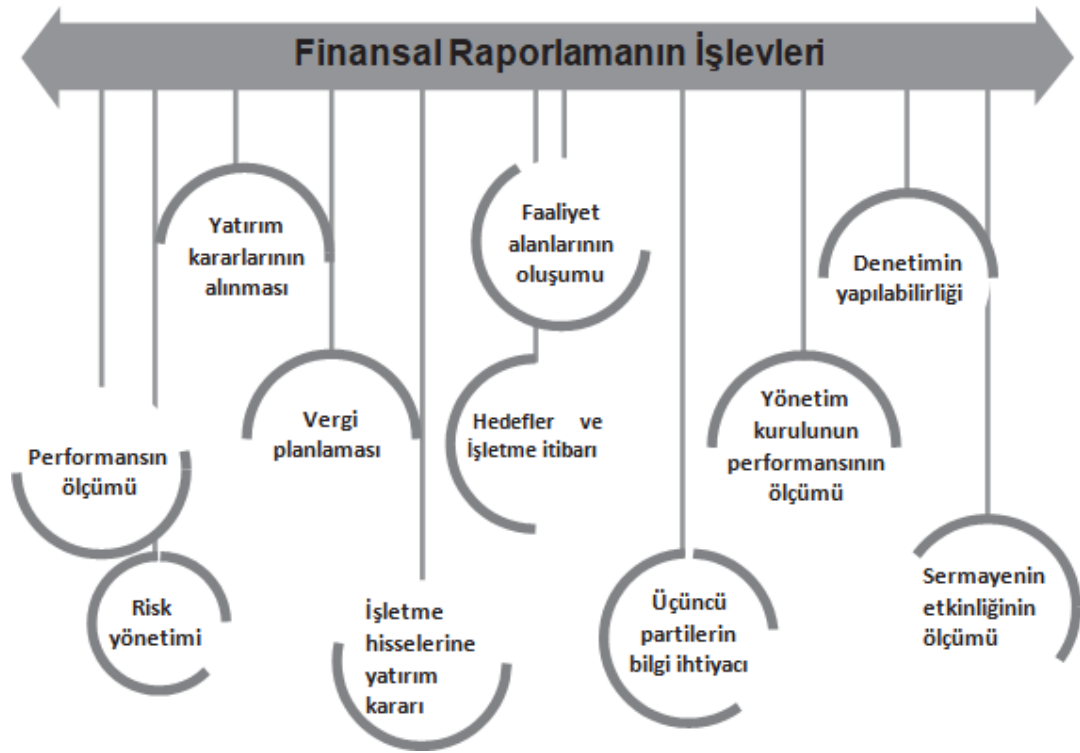 Finansal Raporlamanın İşlevleri
Performansın
ölçümü
Risk
yönetimi
Yatırım
kararlarının
alınması
Vergi
planlaması
İşletme
hisselerine
yatırım
kararı
Faaliyet
alanlarının
oluşumu
Hedefler ve
İşletme itibarı
Üçüncü
partilerin
bilgi ihtiyacı
Yönetim
kurulunun
performansının
ölçümü
Denetimin
yapılabilirliği
Sermayenin
etkinliğinin
ölçümü